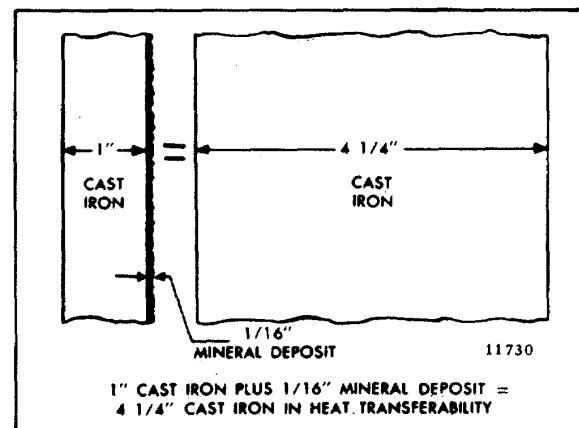 1"
=
4 1/4"
CAST
IRON
CAST
IRON
1/16"
MINERAL DEPOSIT
11730
1" CAST IRON PLUS 1/16" MINERAL DEPOSIT =
4 1/4" CAST IRON IN HEAT TRANSFERABILITY